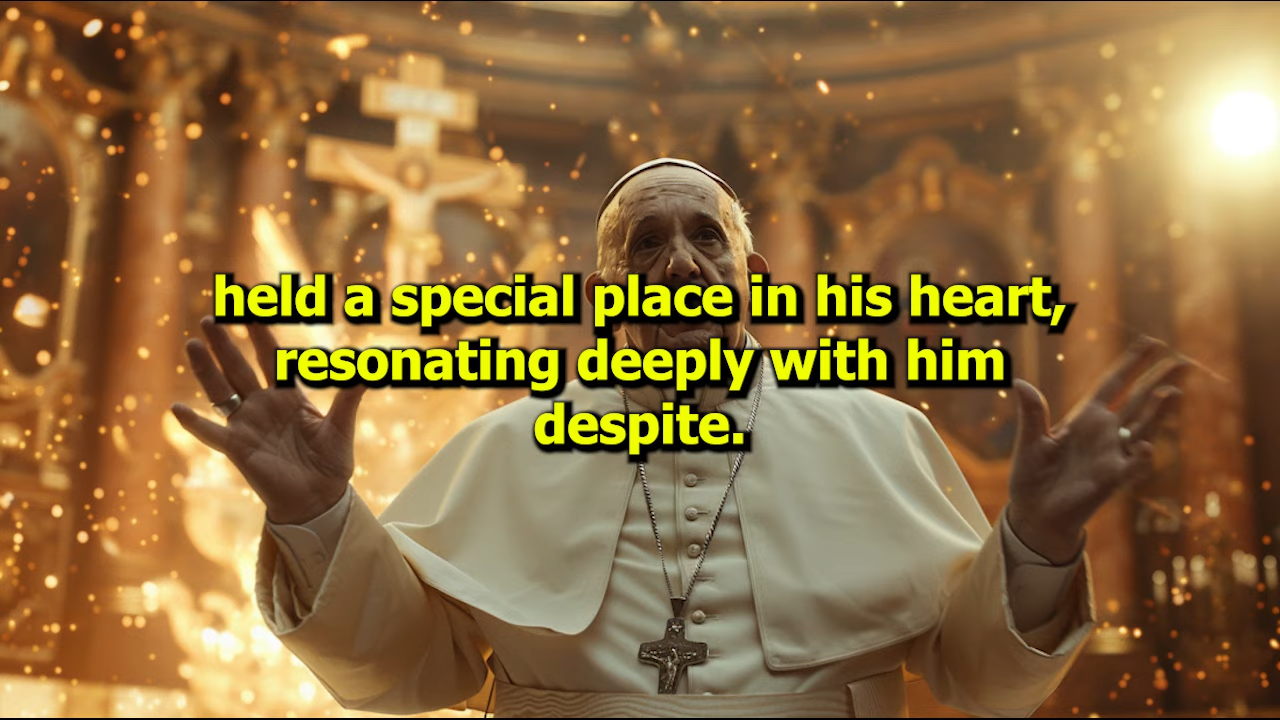 held a special place in his heart,
resonating deeply with him
despite.